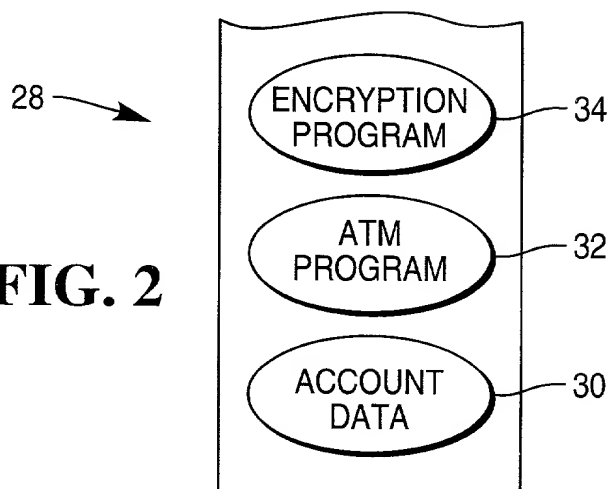 28
ENCRYPTION
PROGRAM
34
ATM
PROGRAM
32
FIG. 2
ACCOUNT
DATA
30